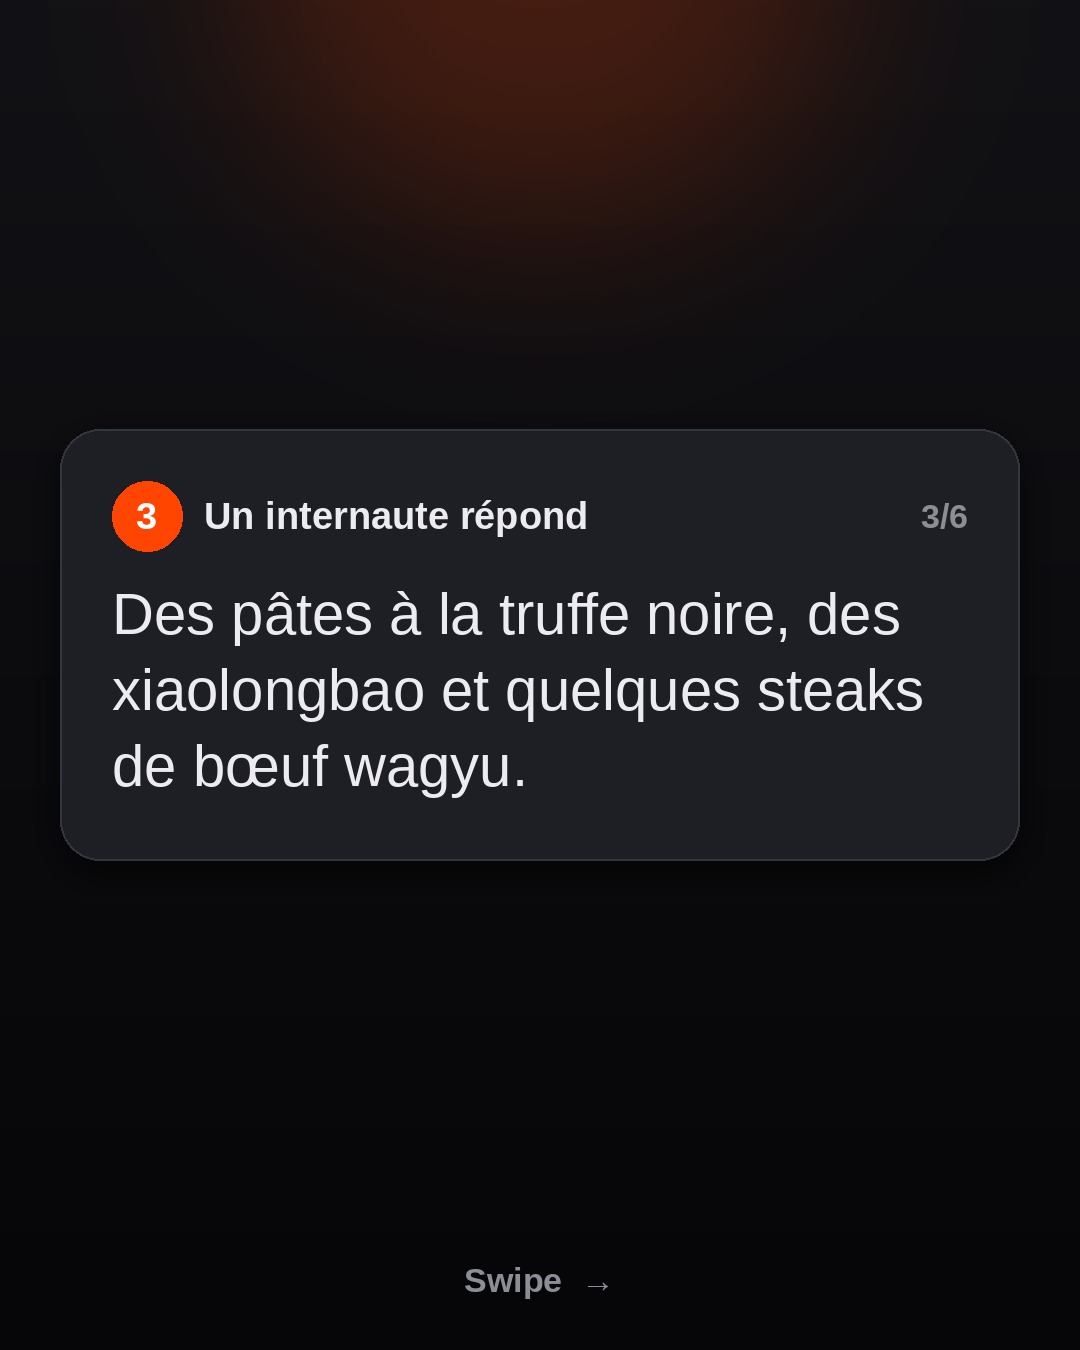 3 Un internaute répond 3/6
Des pâtes à la truffe noire, des
xiaolongbao et quelques steaks
de bœuf wagyu.
Swipe →